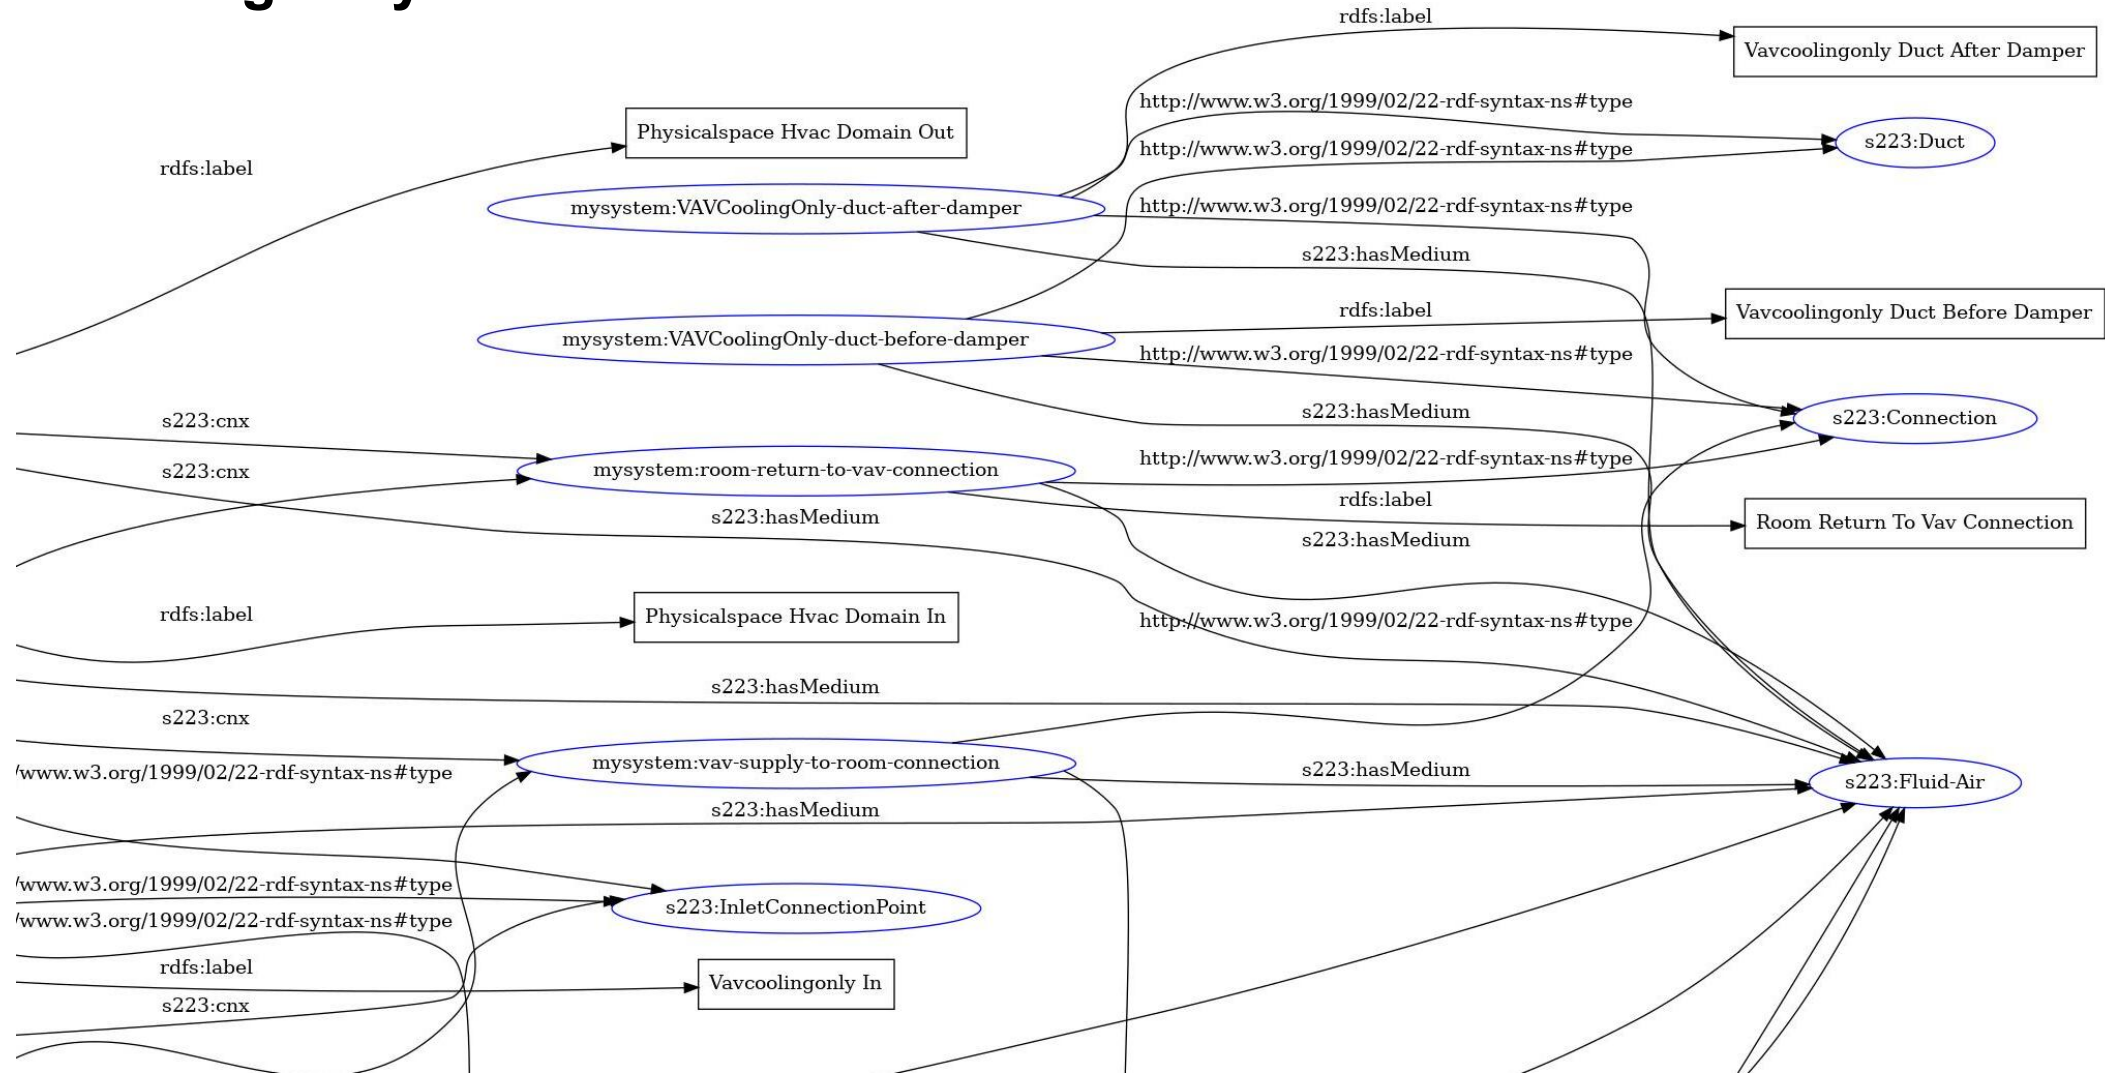 rdfs:label
Vavcoolingonly Duct After Damper
http://www.w3.org/1999/02/22-rdf-syntax-ns#type
Physicalspace Hvac Domain Out
s223:Duct
http://www.w3.org/1999/02/22-rdf-syntax-ns#type
rdfs:label
mysystem:VAVCoolingOnly-duct-after-damper
http://www.w3.org/1999/02/22-rdf-syntax-ns#type
s223:hasMedium
rdfs:label
Vavcoolingonly Duct Before Damper
mysystem:VAVCoolingOnly-duct-before-damper
http://www.w3.org/1999/02/22-rdf-syntax-ns#type
s223:cnx
s223:hasMedium
s223:Connection
s223:cnx
mysystem:room-return-to-vav-connection
http://www.w3.org/1999/02/22-rdf-syntax-ns#type
rdfs:label
s223:hasMedium
Room Return To Vav Connection
s223:hasMedium
rdfs:label
Physicalspace Hvac Domain In
http://www.w3.org/1999/02/22-rdf-syntax-ns#type
s223:hasMedium
s223:cnx
mysystem:vav-supply-to-room-connection
s223:hasMedium
s223:Fluid-Air
/www.w3.org/1999/02/22-rdf-syntax-ns#type
s223:hasMedium
/www.w3.org/1999/02/22-rdf-syntax-ns#type
s223:InletConnectionPoint
/www.w3.org/1999/02/22-rdf-syntax-ns#type
rdfs:label
Vavcoolingonly In
s223:cnx